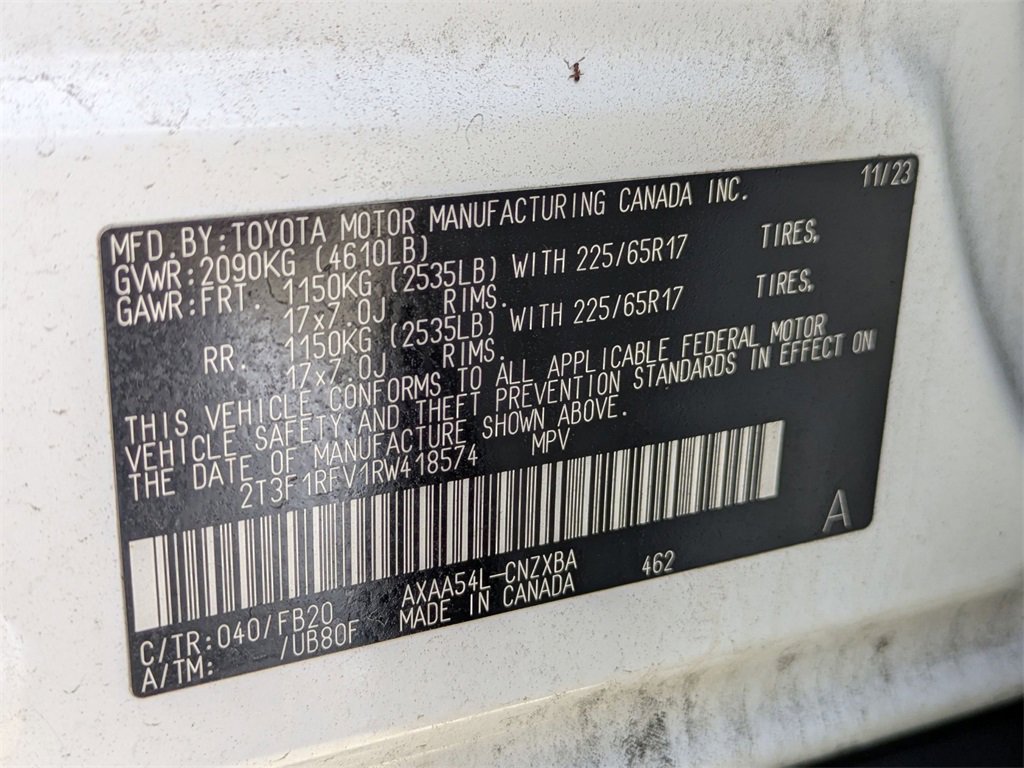 11/23
MFD.BY:TOYOTA MOTOR MANUFACTURING CANADA INC.
GVWR:2090KG (4610LB)
GAWR:FRT. 1150KG (2535LB) WITH 225/65R17 TIRES,
17x7.0J RIMS.
RR. 1150KG (2535LB) WITH 225/65R17 TIRES,
17x7.0J RIMS.
THIS VEHICLE CONFORMS TO ALL APPLICABLE FEDERAL MOTOR
VEHICLE SAFETY AND THEFT PREVENTION STANDARDS IN EFFECT ON
THE DATE OF MANUFACTURE SHOWN ABOVE.
2T3F1RFV1RW418574 MPV
A
C/TR:040/FB20 AXAA54L-CNZXBA 462
A/TM: /UB80F MADE IN CANADA